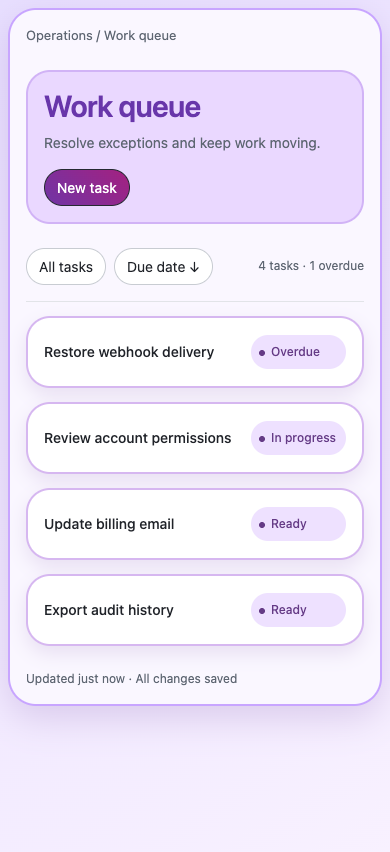 Operations / Work queue
Work queue
Resolve exceptions and keep work moving.
New task
All tasks
Due date ↓
4 tasks · 1 overdue
Restore webhook delivery
Overdue
Review account permissions
In progress
Update billing email
Ready
Export audit history
Ready
Updated just now · All changes saved